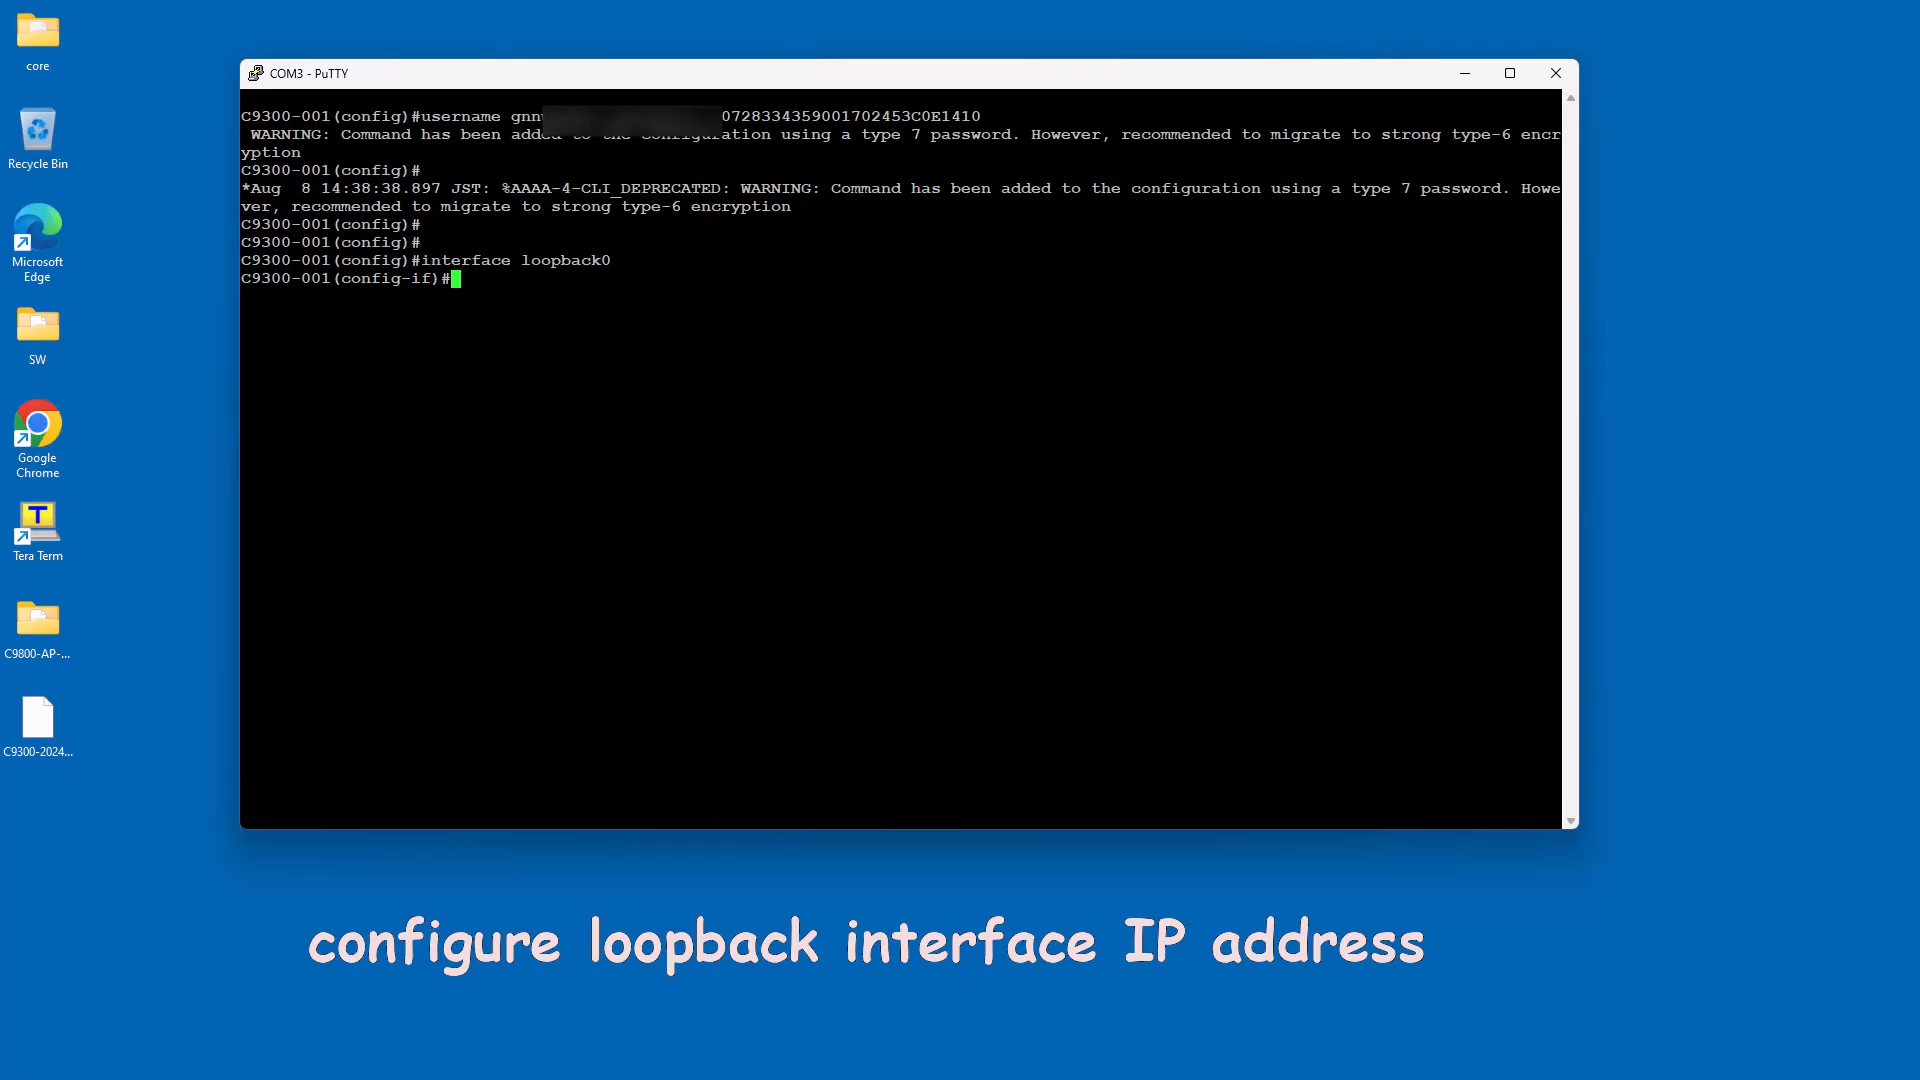 core
Recycle Bin
Microsoft
Edge
SW
Google
Chrome
Tera Term
C9800-AP-...
C9300-2024...
COM3 - PuTTY
C9300-001(config)#username 0728334359001702453C0E1410
WARNING: Command has been added to the configuration using a type 7 password. However, recommended to migrate to strong type-6 encr
yption
C9300-001(config)#
*Aug  8 14:38:38.897 JST: %AAAA-4-CLI_DEPRECATED: WARNING: Command has been added to the configuration using a type 7 password. Howe
ver, recommended to migrate to strong type-6 encryption
C9300-001(config)#
C9300-001(config)#
C9300-001(config)#interface loopback0
C9300-001(config-if)#
configure loopback interface IP address